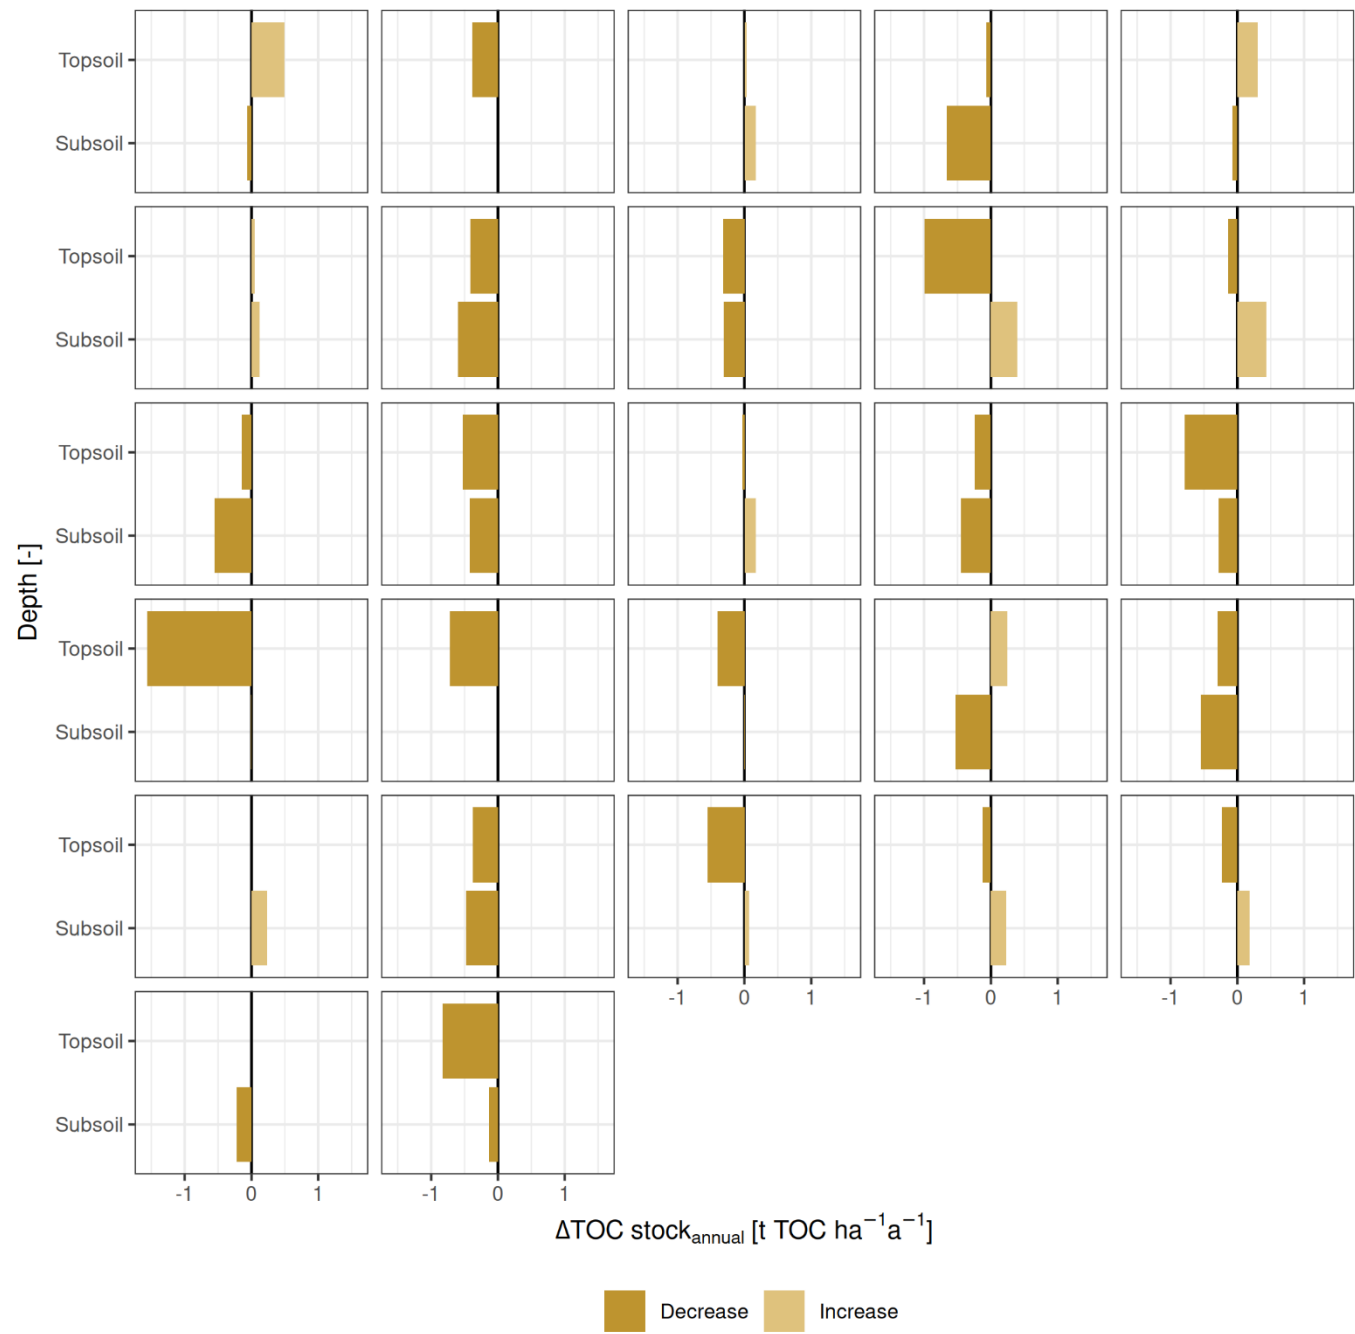 Topsoil
Subsoil
Topsoil
Subsoil
Topsoil
Subsoil
Depth [-]
Topsoil
Subsoil
Topsoil
Subsoil
-1 0 1 -1 0 1 -1 0 1
Topsoil
Subsoil
-1 0 1 -1 0 1
ΔTOC stockannual [t TOC ha−1a−1]
Decrease Increase